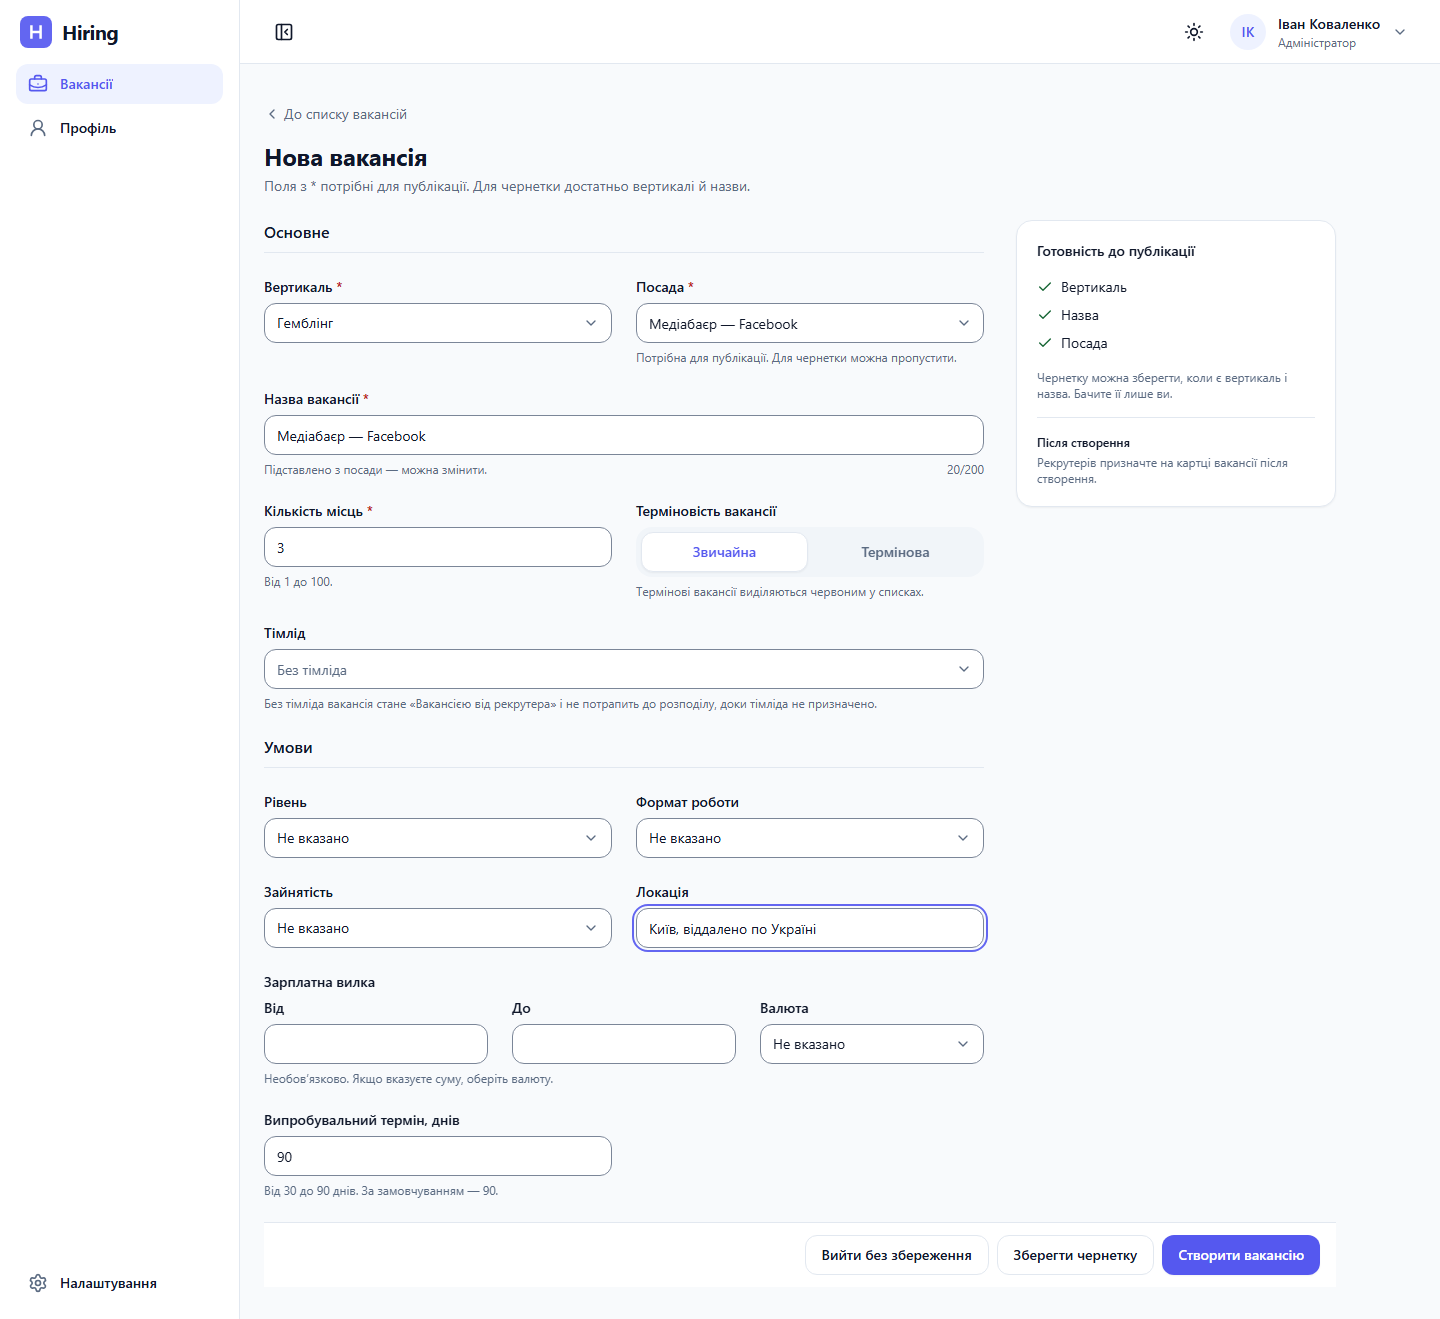 H Hiring
Вакансії
Профіль
Налаштування
ІК
Іван Коваленко
Адміністратор
До списку вакансій
Нова вакансія
Поля з * потрібні для публікації. Для чернетки достатньо вертикалі й назви.
Основне
Вертикаль *
Гемблінг
Посада *
Медіабаєр — Facebook
Потрібна для публікації. Для чернетки можна пропустити.
Назва вакансії *
Медіабаєр — Facebook
Підставлено з посади — можна змінити.
20/200
Кількість місць *
3
Від 1 до 100.
Терміновість вакансії
Звичайна
Термінова
Термінові вакансії виділяються червоним у списках.
Тімлід
Без тімліда
Без тімліда вакансія стане «Вакансією від рекрутера» і не потрапить до розподілу, доки тімліда не призначено.
Умови
Рівень
Не вказано
Формат роботи
Не вказано
Зайнятість
Не вказано
Локація
Київ, віддалено по Україні
Зарплатна вилка
Від
До
Валюта
Не вказано
Необов'язково. Якщо вказуєте суму, оберіть валюту.
Випробувальний термін, днів
90
Від 30 до 90 днів. За замовчуванням — 90.
Готовність до публікації
Вертикаль
Назва
Посада
Чернетку можна зберегти, коли є вертикаль і
назва. Бачите її лише ви.
Після створення
Рекрутерів призначте на картці вакансії після
створення.
Вийти без збереження
Зберегти чернетку
Створити вакансію